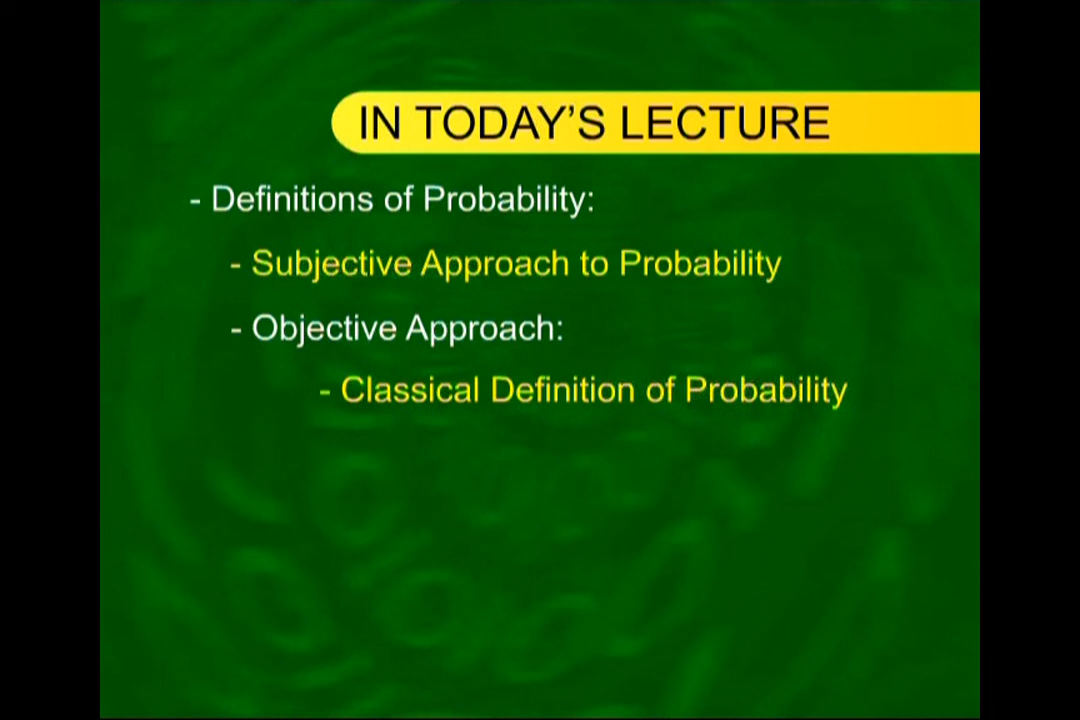 IN TODAY’S LECTURE
- Definitions of Probability:
- Subjective Approach to Probability
- Objective Approach:
- Classical Definition of Probability